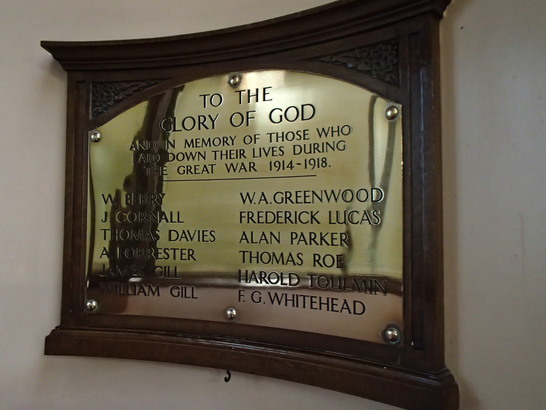 TO THE
GLORY OF GOD
AND IN MEMORY OF THOSE WHO
LAID DOWN THEIR LIVES DURING
THE GREAT WAR 1914-1918.
W. BERRY
J. CORNALL
THOMAS DAVIES
A. FORRESTER
JAMES GILL
WILLIAM GILL
W.A. GREENWOOD
FREDERICK LUCAS
ALAN PARKER
THOMAS ROE
HAROLD TOULMIN
F. G. WHITEHEAD